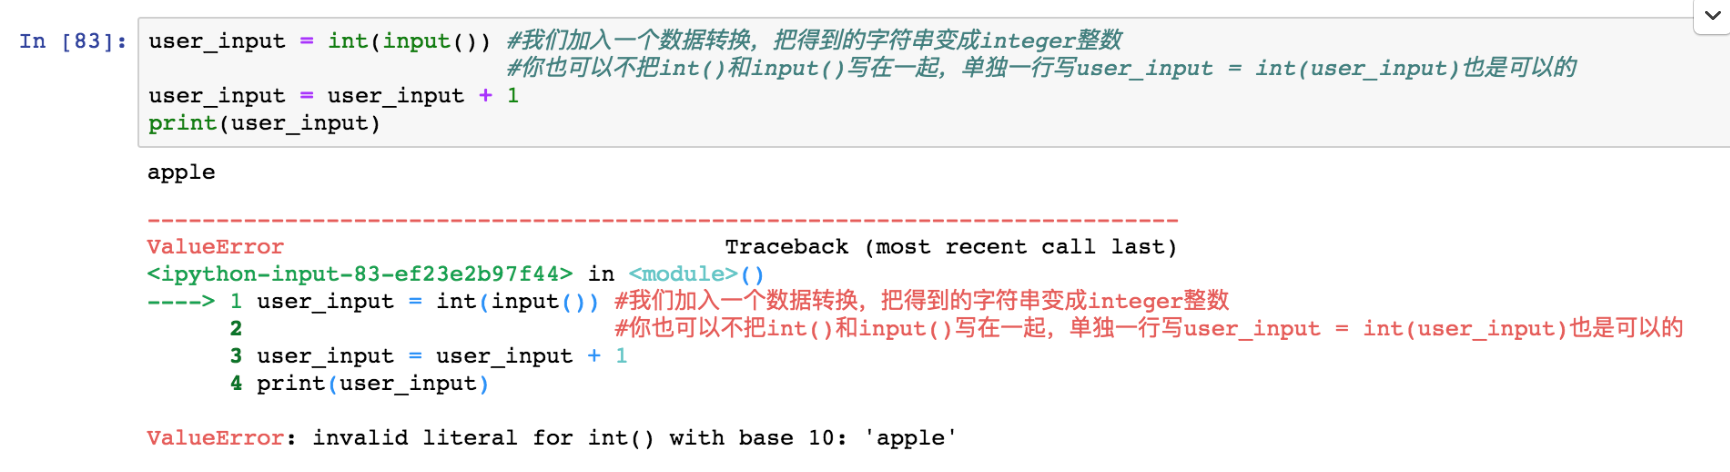 In [83]: user_input = int(input()) #我们加入一个数据转换，把得到的字符串变成integer整数
#你也可以不把int()和input()写在一起，单独一行写user_input = int(user_input)也是可以的
user_input = user_input + 1
print(user_input)
apple
---------------------------------------------------------------------------
ValueError                                Traceback (most recent call last)
<ipython-input-83-ef23e2b97f44> in <module>()
----> 1 user_input = int(input()) #我们加入一个数据转换，把得到的字符串变成integer整数
      2                           #你也可以不把int()和input()写在一起，单独一行写user_input = int(user_input)也是可以的
      3 user_input = user_input + 1
      4 print(user_input)
ValueError: invalid literal for int() with base 10: 'apple'